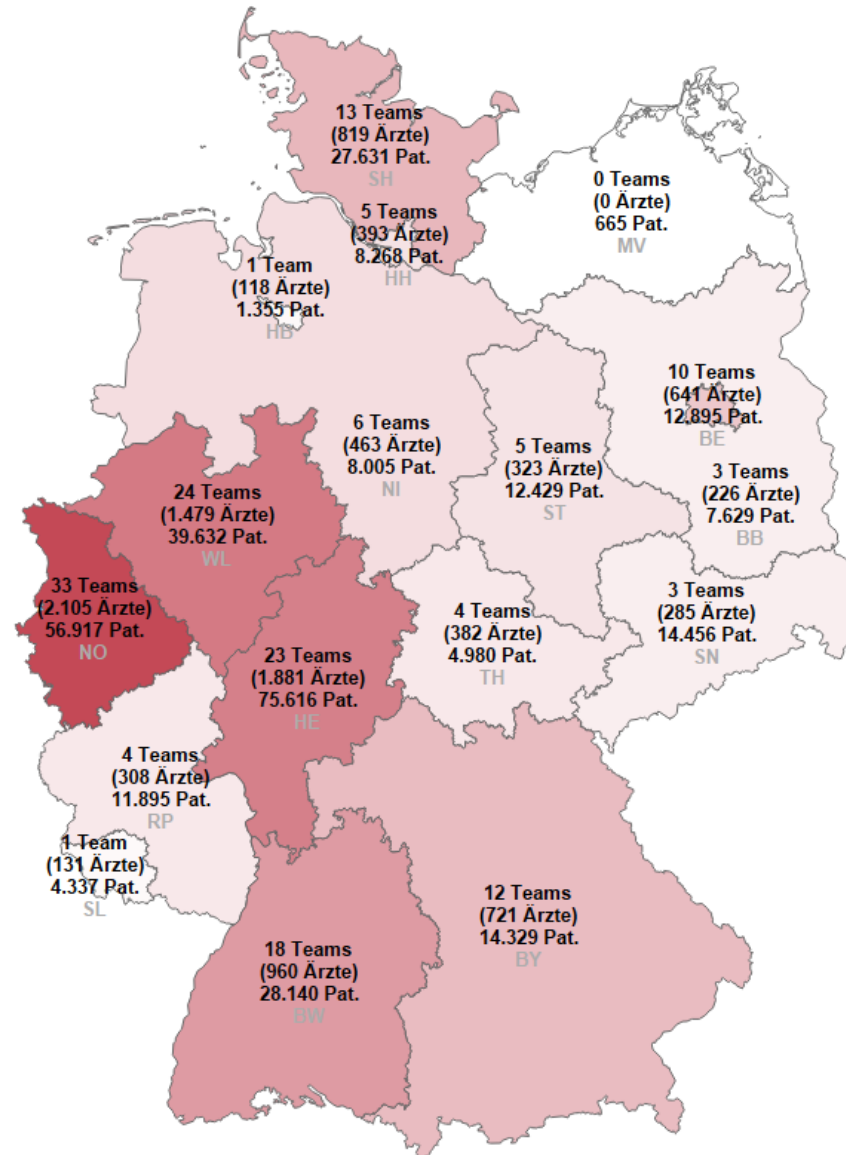 13 Teams
(819 Ärzte)
27.631 Pat.
SH
0 Teams
(0 Ärzte)
665 Pat.
MV
5 Teams
(393 Ärzte)
8.268 Pat.
HH
1 Team
(118 Ärzte)
1.355 Pat.
HB
10 Teams
(641 Ärzte)
12.895 Pat.
BE
6 Teams
(463 Ärzte)
8.005 Pat.
NI
5 Teams
(323 Ärzte)
12.429 Pat.
ST
3 Teams
(226 Ärzte)
7.629 Pat.
BB
24 Teams
(1.479 Ärzte)
39.632 Pat.
WL
33 Teams
(2.105 Ärzte)
56.917 Pat.
NO
23 Teams
(1.881 Ärzte)
75.616 Pat.
HE
4 Teams
(382 Ärzte)
4.980 Pat.
TH
3 Teams
(285 Ärzte)
14.456 Pat.
SN
4 Teams
(308 Ärzte)
11.895 Pat.
RP
1 Team
(131 Ärzte)
4.337 Pat.
SL
18 Teams
(960 Ärzte)
28.140 Pat.
BW
12 Teams
(721 Ärzte)
14.329 Pat.
BY